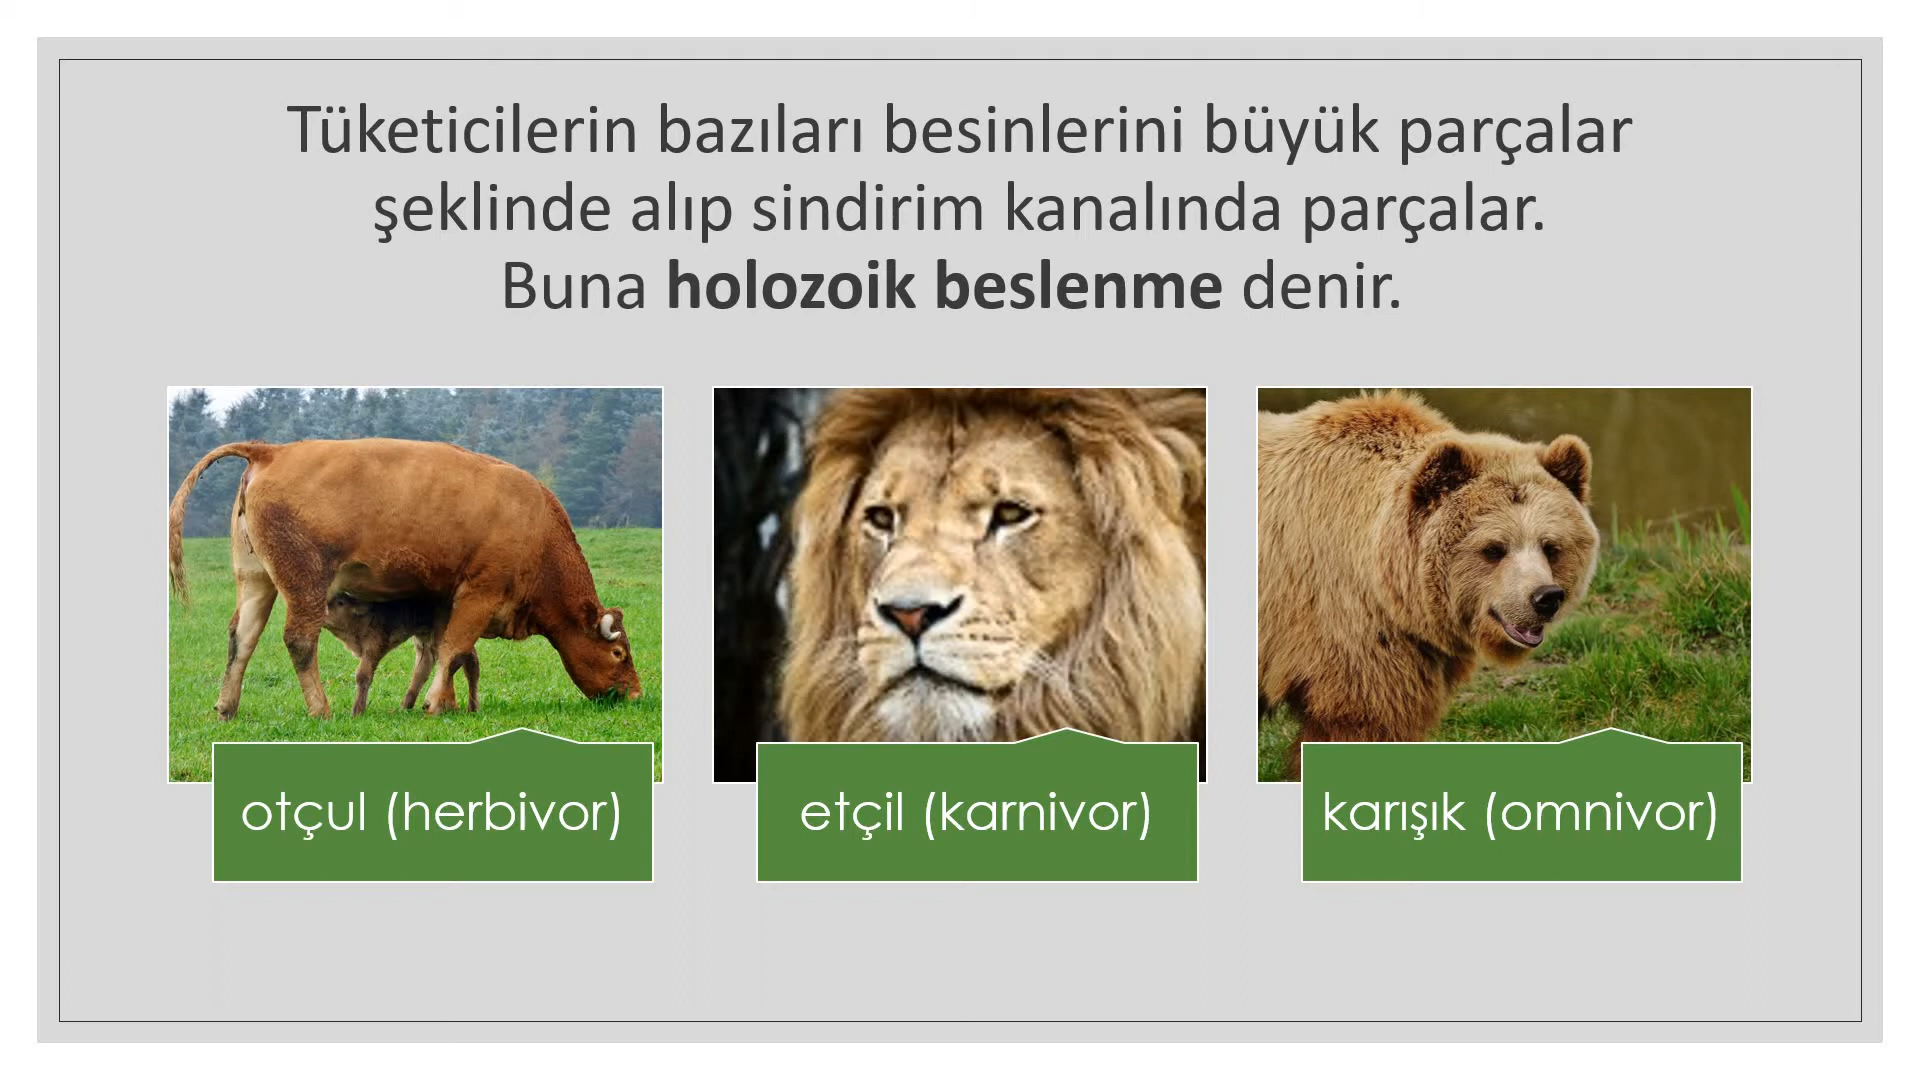 Tüketicilerin bazıları besinlerini büyük parçalar
şeklinde alıp sindirim kanalında parçalar.
Buna holozoik beslenme denir.
otçul (herbivor)
etçil (karnivor)
karışık (omnivor)